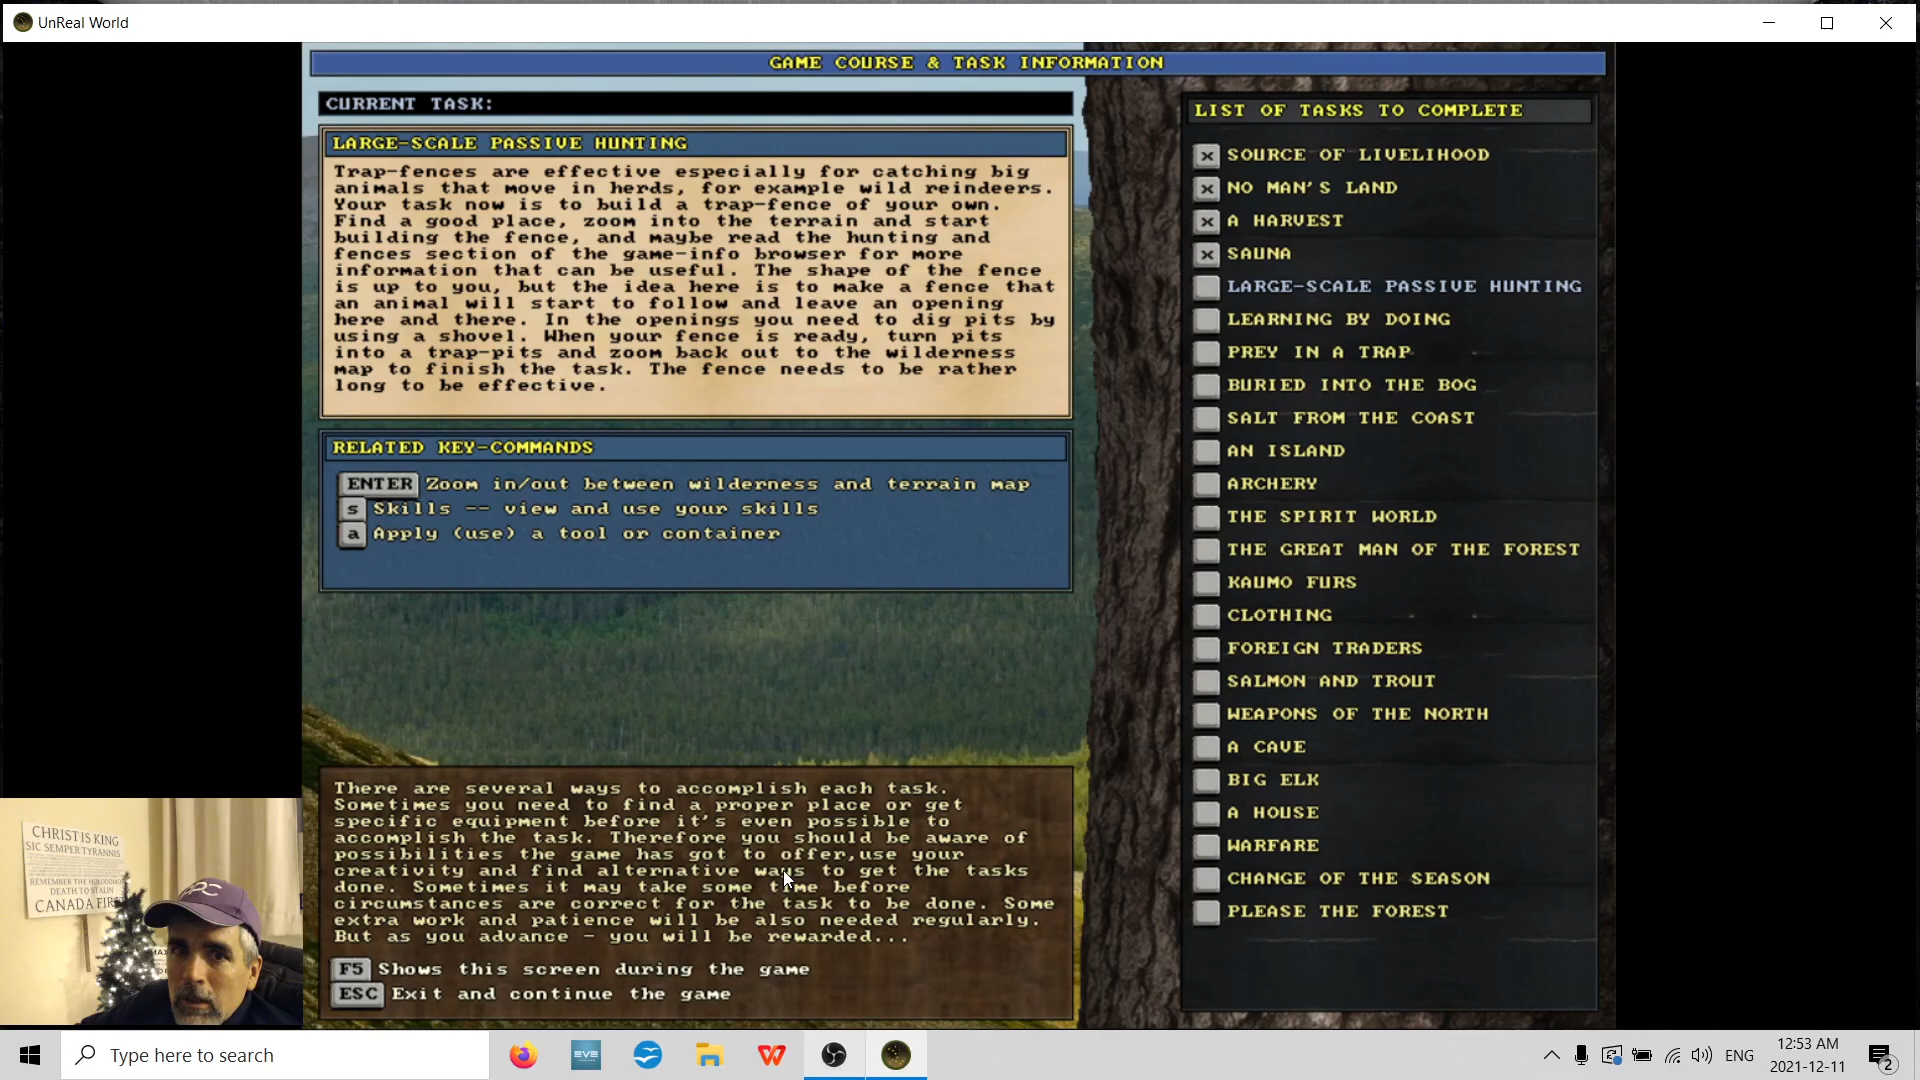 UnReal World
GAME COURSE & TASK INFORMATION
CURRENT TASK:
LARGE-SCALE PASSIVE HUNTING
Trap-fences are effective especially for catching big
animals that move in herds, for example wild reindeers.
Your task now is to build a trap-fence of your own.
Find a good place, zoom into the terrain and start
building the fence, and maybe read the hunting and
fences section of the game-info browser for more
information that can be useful. The shape of the fence
is up to you, but the idea here is to make a fence that
an animal will start to follow and leave an opening
here and there. In the openings you need to dig pits by
using a shovel. When your fence is ready, turn pits
into a trap-pits and zoom back out to the wilderness
map to finish the task. The fence needs to be rather
long to be effective.
RELATED KEY-COMMANDS
ENTER Zoom in/out between wilderness and terrain map
s Skills -- view and use your skills
a Apply (use) a tool or container
There are several ways to accomplish each task.
Sometimes you need to find a proper place or get
specific equipment before it's even possible to
accomplish the task. Therefore you should be aware of
possibilities the game has got to offer,use your
creativity and find alternative ways to get the tasks
done. Sometimes it may take some time before
circumstances are correct for the task to be done. Some
extra work and patience will be also needed regularly.
But as you advance - you will be rewarded...
F5 Shows this screen during the game
ESC Exit and continue the game
LIST OF TASKS TO COMPLETE
x SOURCE OF LIVELIHOOD
x NO MAN'S LAND
x A HARVEST
x SAUNA
LARGE-SCALE PASSIVE HUNTING
LEARNING BY DOING
PREY IN A TRAP
BURIED INTO THE BOG
SALT FROM THE COAST
AN ISLAND
ARCHERY
THE SPIRIT WORLD
THE GREAT MAN OF THE FOREST
KAUMO FURS
CLOTHING
FOREIGN TRADERS
SALMON AND TROUT
WEAPONS OF THE NORTH
A CAVE
BIG ELK
A HOUSE
WARFARE
CHANGE OF THE SEASON
PLEASE THE FOREST
CHRIST IS KING
SIC SEMPER TYRANNIS
REMEMBER THE HOLODOMOR
DEATH TO STALIN
CANADA FIRST
Type here to search
EVE
W
ENG
12:53 AM
2021-12-11
2